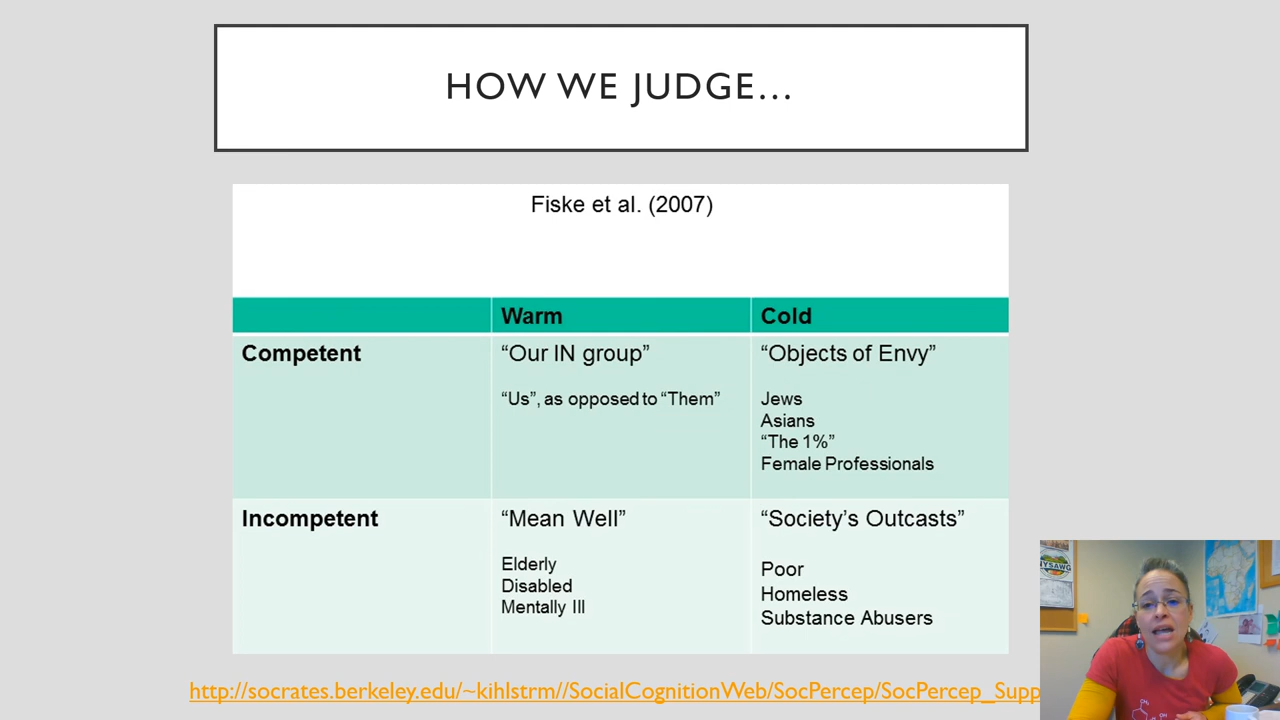 HOW WE JUDGE...
Fiske et al. (2007)
Warm
Cold
Competent
“Our IN group”
“Us”, as opposed to “Them”
“Objects of Envy”
Jews
Asians
“The 1%”
Female Professionals
Incompetent
“Mean Well”
Elderly
Disabled
Mentally Ill
“Society’s Outcasts”
Poor
Homeless
Substance Abusers
http://socrates.berkeley.edu/~kihlstrm//SocialCognitionWeb/SocPercep/SocPercep_Supp
NYSAWG